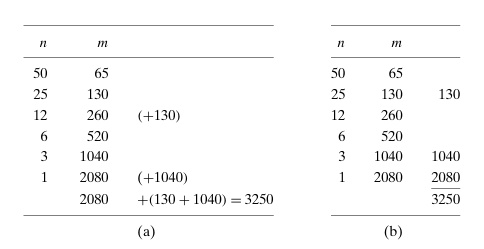 n m
50 65
25 130
12 260 (+130)
6 520
3 1040
1 2080 (+1040)
2080 +(130 + 1040) = 3250
(a)
n m
50 65
25 130 130
12 260
6 520
3 1040 1040
1 2080 2080
3250
(b)